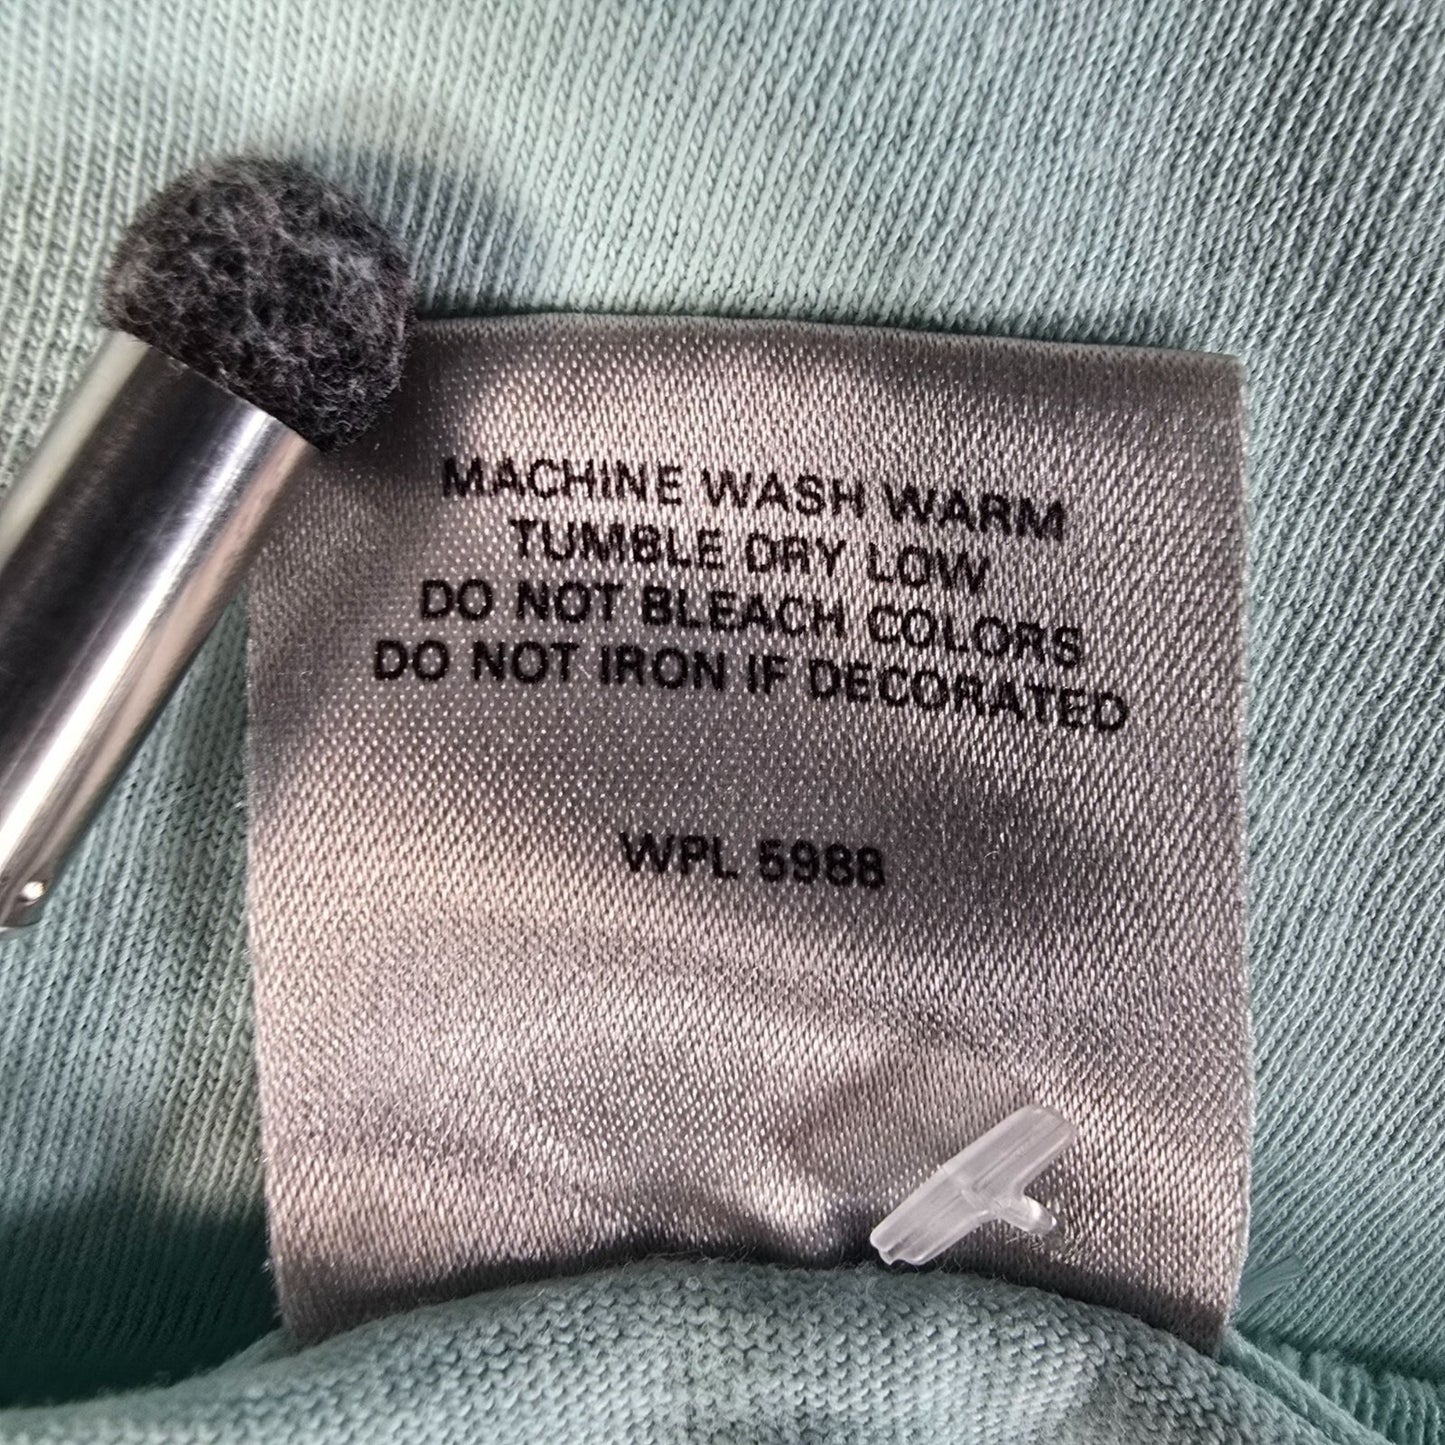 MACHINE WASH WARM
TUMBLE DRY LOW
DO NOT BLEACH COLORS
DO NOT IRON IF DECORATED
WPL 5988